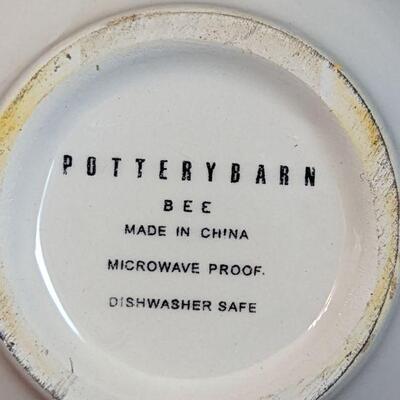 POTTERYBARN
BEE
MADE IN CHINA
MICROWAVE PROOF.
DISHWASHER SAFE